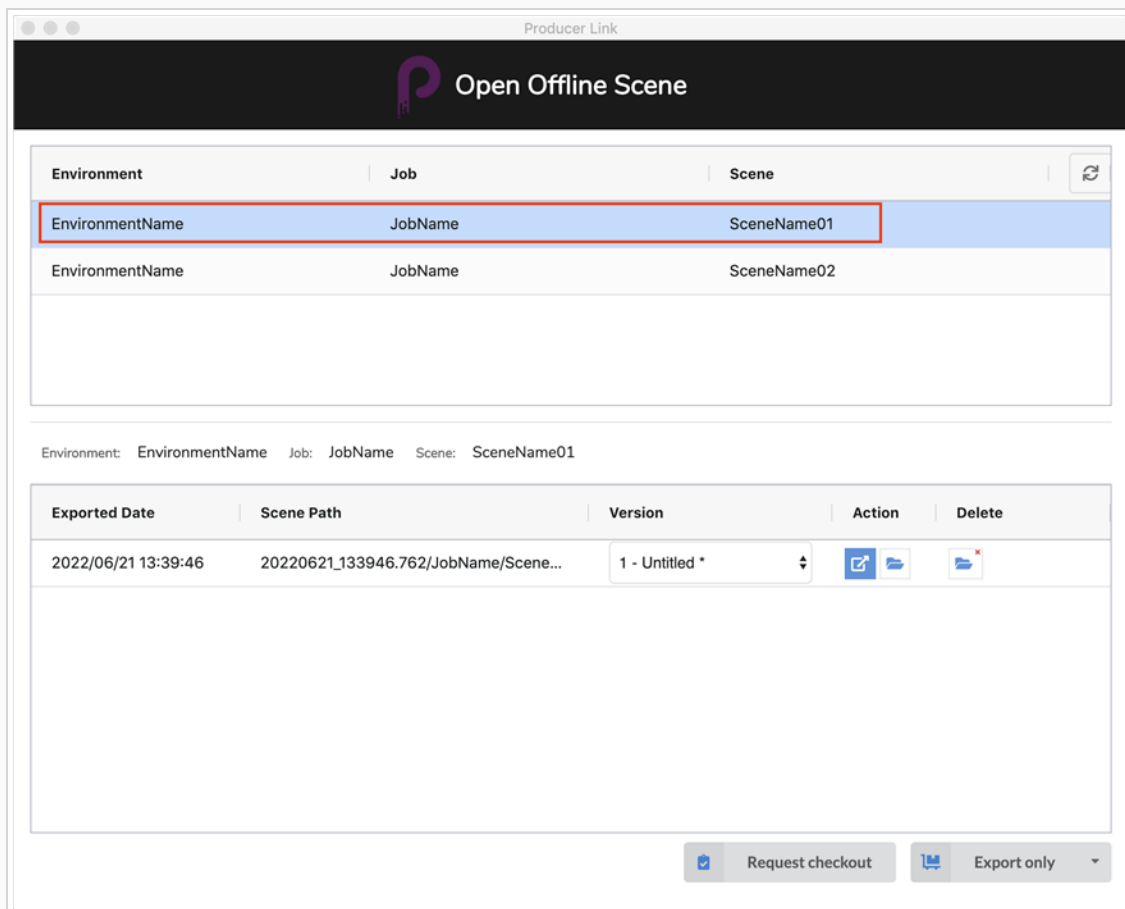 Producer Link
Open Offline Scene
Environment Job Scene
EnvironmentName JobName SceneName01
EnvironmentName JobName SceneName02
Environment: EnvironmentName Job: JobName Scene: SceneName01
Exported Date Scene Path Version Action Delete
2022/06/21 13:39:46 20220621_133946.762/JobName/Scene... 1 - Untitled *
Request checkout Export only